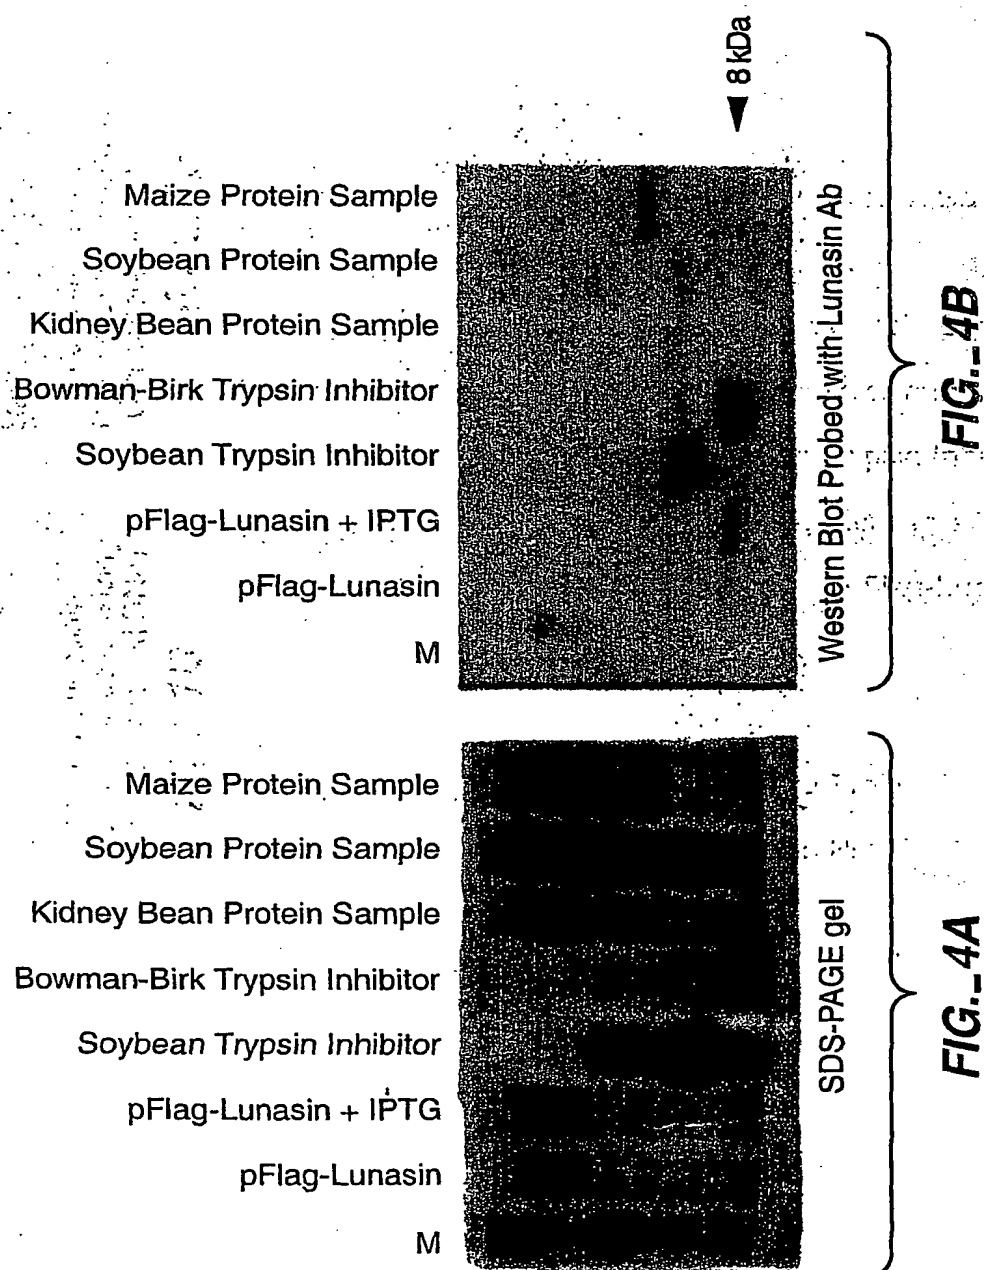 8 kDa
Maize Protein Sample
Soybean Protein Sample
Kidney Bean Protein Sample
Bowman-Birk Trypsin Inhibitor
Soybean Trypsin Inhibitor
pFlag-Lunasin + IPTG
pFlag-Lunasin
M
Western Blot Probed with Lunasin Ab
FIG._4B
Maize Protein Sample
Soybean Protein Sample
Kidney Bean Protein Sample
Bowman-Birk Trypsin Inhibitor
Soybean Trypsin Inhibitor
pFlag-Lunasin + IPTG
pFlag-Lunasin
M
SDS-PAGE gel
FIG._4A